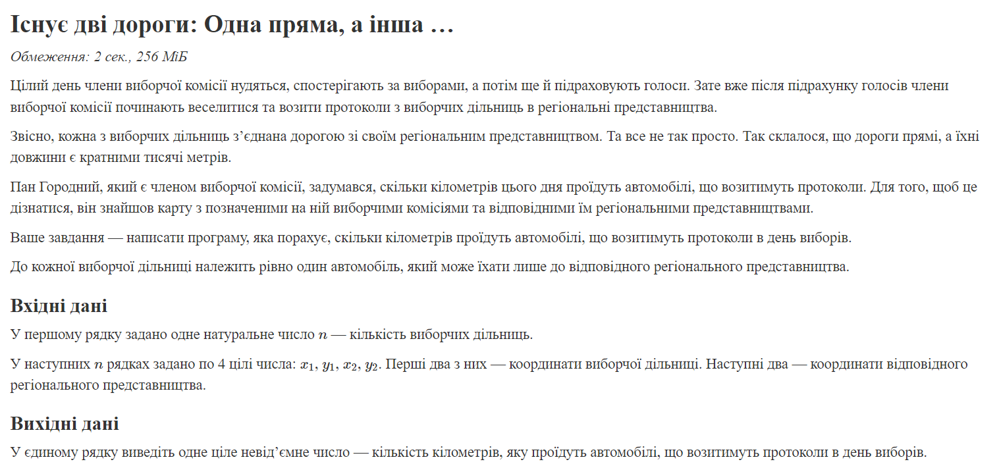 Існує дві дороги: Одна пряма, а інша …
Обмеження: 2 сек., 256 МіБ
Цілий день члени виборчої комісії нудяться, спостерігають за виборами, а потім ще й підраховують голоси. Зате вже після підрахунку голосів члени
виборчої комісії починають веселитися та возити протоколи з виборчих дільниць в регіональні представництва.
Звісно, кожна з виборчих дільниць з’єднана дорогою зі своїм регіональним представництвом. Та все не так просто. Так склалося, що дороги прямі, а їхні
довжини є кратними тисячі метрів.
Пан Городний, який є членом виборчої комісії, задумався, скільки кілометрів цього дня проїдуть автомобілі, що возитимуть протоколи. Для того, щоб це
дізнатися, він знайшов карту з позначеними на ній виборчими комісіями та відповідними їм регіональними представництвами.
Ваше завдання — написати програму, яка порахує, скільки кілометрів проїдуть автомобілі, що возитимуть протоколи в день виборів.
До кожної виборчої дільниці належить рівно один автомобіль, який може їхати лише до відповідного регіонального представництва.
Вхідні дані
У першому рядку задано одне натуральне число n — кількість виборчих дільниць.
У наступних n рядках задано по 4 цілі числа: x₁, y₁, x₂, y₂. Перші два з них — координати виборчої дільниці. Наступні два — координати відповідного
регіонального представництва.
Вихідні дані
У єдиному рядку виведіть одне ціле невід’ємне число — кількість кілометрів, яку проїдуть автомобілі, що возитимуть протоколи в день виборів.